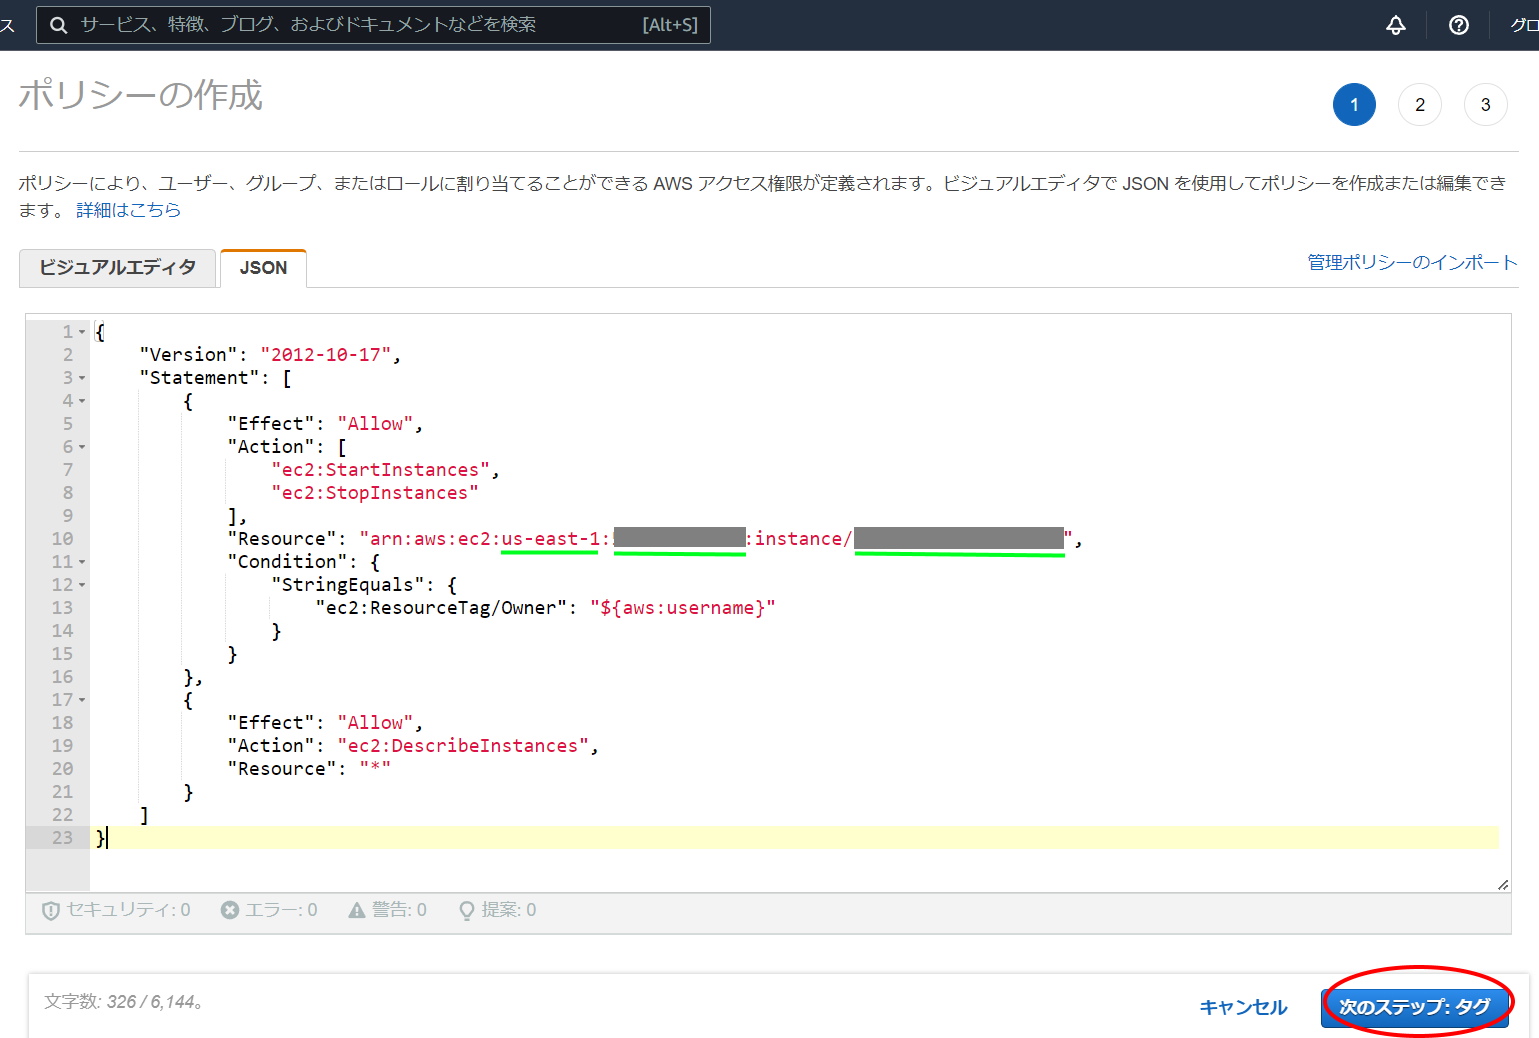 ス サービス、特徴、ブログ、およびドキュメントなどを検索 [Alt+S] グロ
ポリシーの作成
1 2 3
ポリシーにより、ユーザー、グループ、またはロールに割り当てることができる AWS アクセス権限が定義されます。ビジュアルエディタで JSON を使用してポリシーを作成または編集でき
ます。 詳細はこちら
ビジュアルエディタ JSON 管理ポリシーのインポート
1 {
2 "Version": "2012-10-17",
3 "Statement": [
4 {
5 "Effect": "Allow",
6 "Action": [
7 "ec2:StartInstances",
8 "ec2:StopInstances"
9 ],
10 "Resource": "arn:aws:ec2:us-east-1: :instance/ ",
11 "Condition": {
12 "StringEquals": {
13 "ec2:ResourceTag/Owner": "${aws:username}"
14 }
15 }
16 },
17 {
18 "Effect": "Allow",
19 "Action": "ec2:DescribeInstances",
20 "Resource": "*"
21 }
22 ]
23 }
セキュリティ: 0 エラー: 0 警告: 0 提案: 0
文字数: 326 / 6,144。 キャンセル 次のステップ: タグ